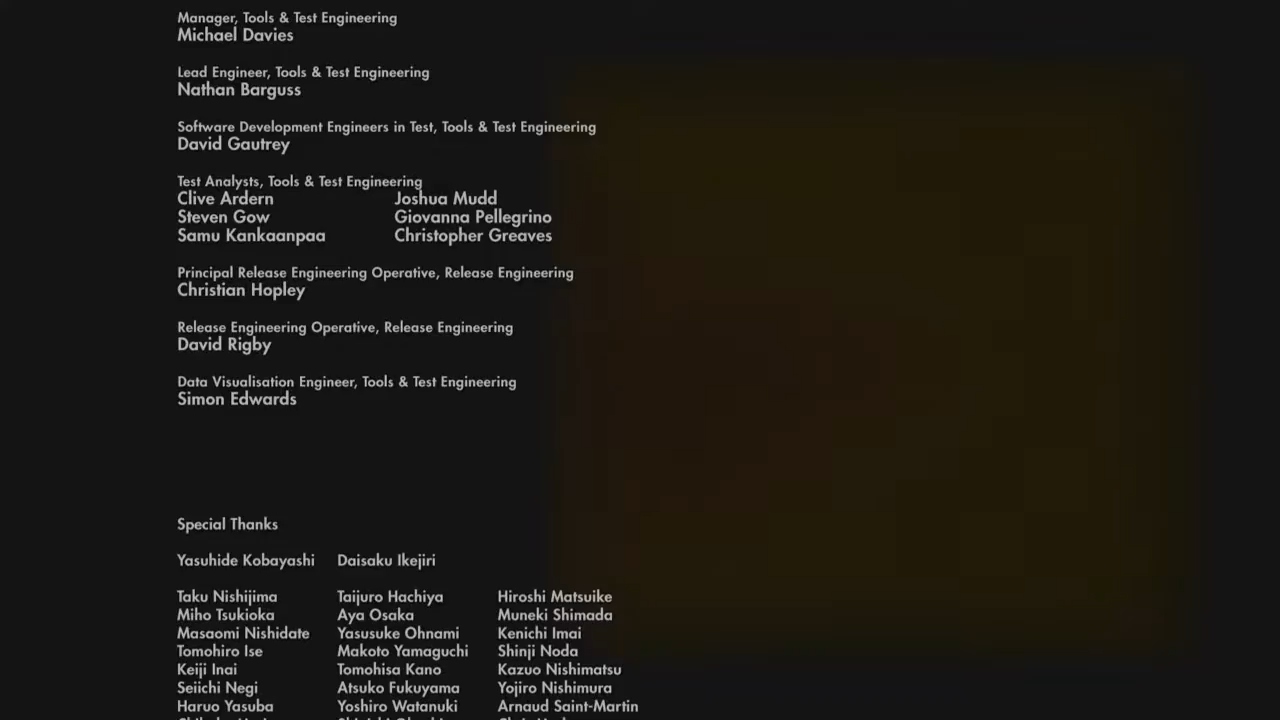 Manager, Tools & Test Engineering
Michael Davies
Lead Engineer, Tools & Test Engineering
Nathan Barguss
Software Development Engineers in Test, Tools & Test Engineering
David Gautrey
Test Analysts, Tools & Test Engineering
Clive Ardern Joshua Mudd
Steven Gow Giovanna Pellegrino
Samu Kankaanpaa Christopher Greaves
Principal Release Engineering Operative, Release Engineering
Christian Hopley
Release Engineering Operative, Release Engineering
David Rigby
Data Visualisation Engineer, Tools & Test Engineering
Simon Edwards
Special Thanks
Yasuhide Kobayashi Daisaku Ikejiri
Taku Nishijima Taijuro Hachiya Hiroshi Matsuike
Miho Tsukioka Aya Osaka Muneki Shimada
Masaomi Nishidate Yasusuke Ohnami Kenichi Imai
Tomohiro Ise Makoto Yamaguchi Shinji Noda
Keiji Inai Tomohisa Kano Kazuo Nishimatsu
Seiichi Negi Atsuko Fukuyama Yojiro Nishimura
Haruo Yasuba Yoshiro Watanuki Arnaud Saint-Martin